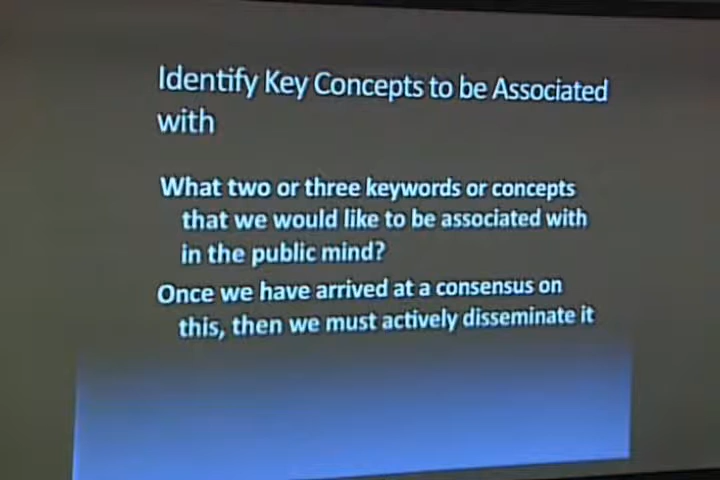 Identify Key Concepts to be Associated
with
What two or three keywords or concepts
that we would like to be associated with
in the public mind?
Once we have arrived at a consensus on
this, then we must actively disseminate it